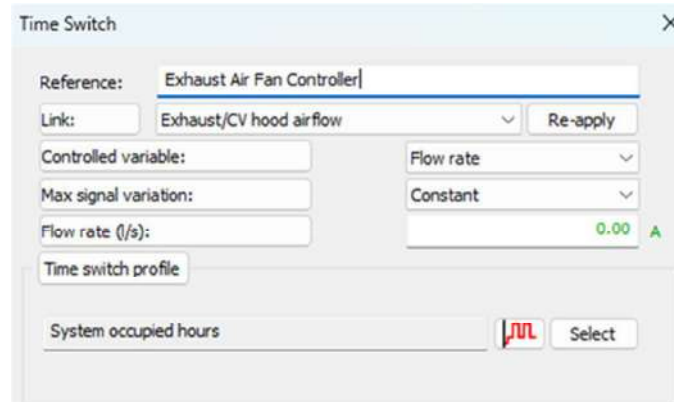 Time Switch
Reference: Exhaust Air Fan Controller
Link: Exhaust/CV hood airflow Re-apply
Controlled variable: Flow rate
Max signal variation: Constant
Flow rate (l/s): 0.00 A
Time switch profile
System occupied hours Select